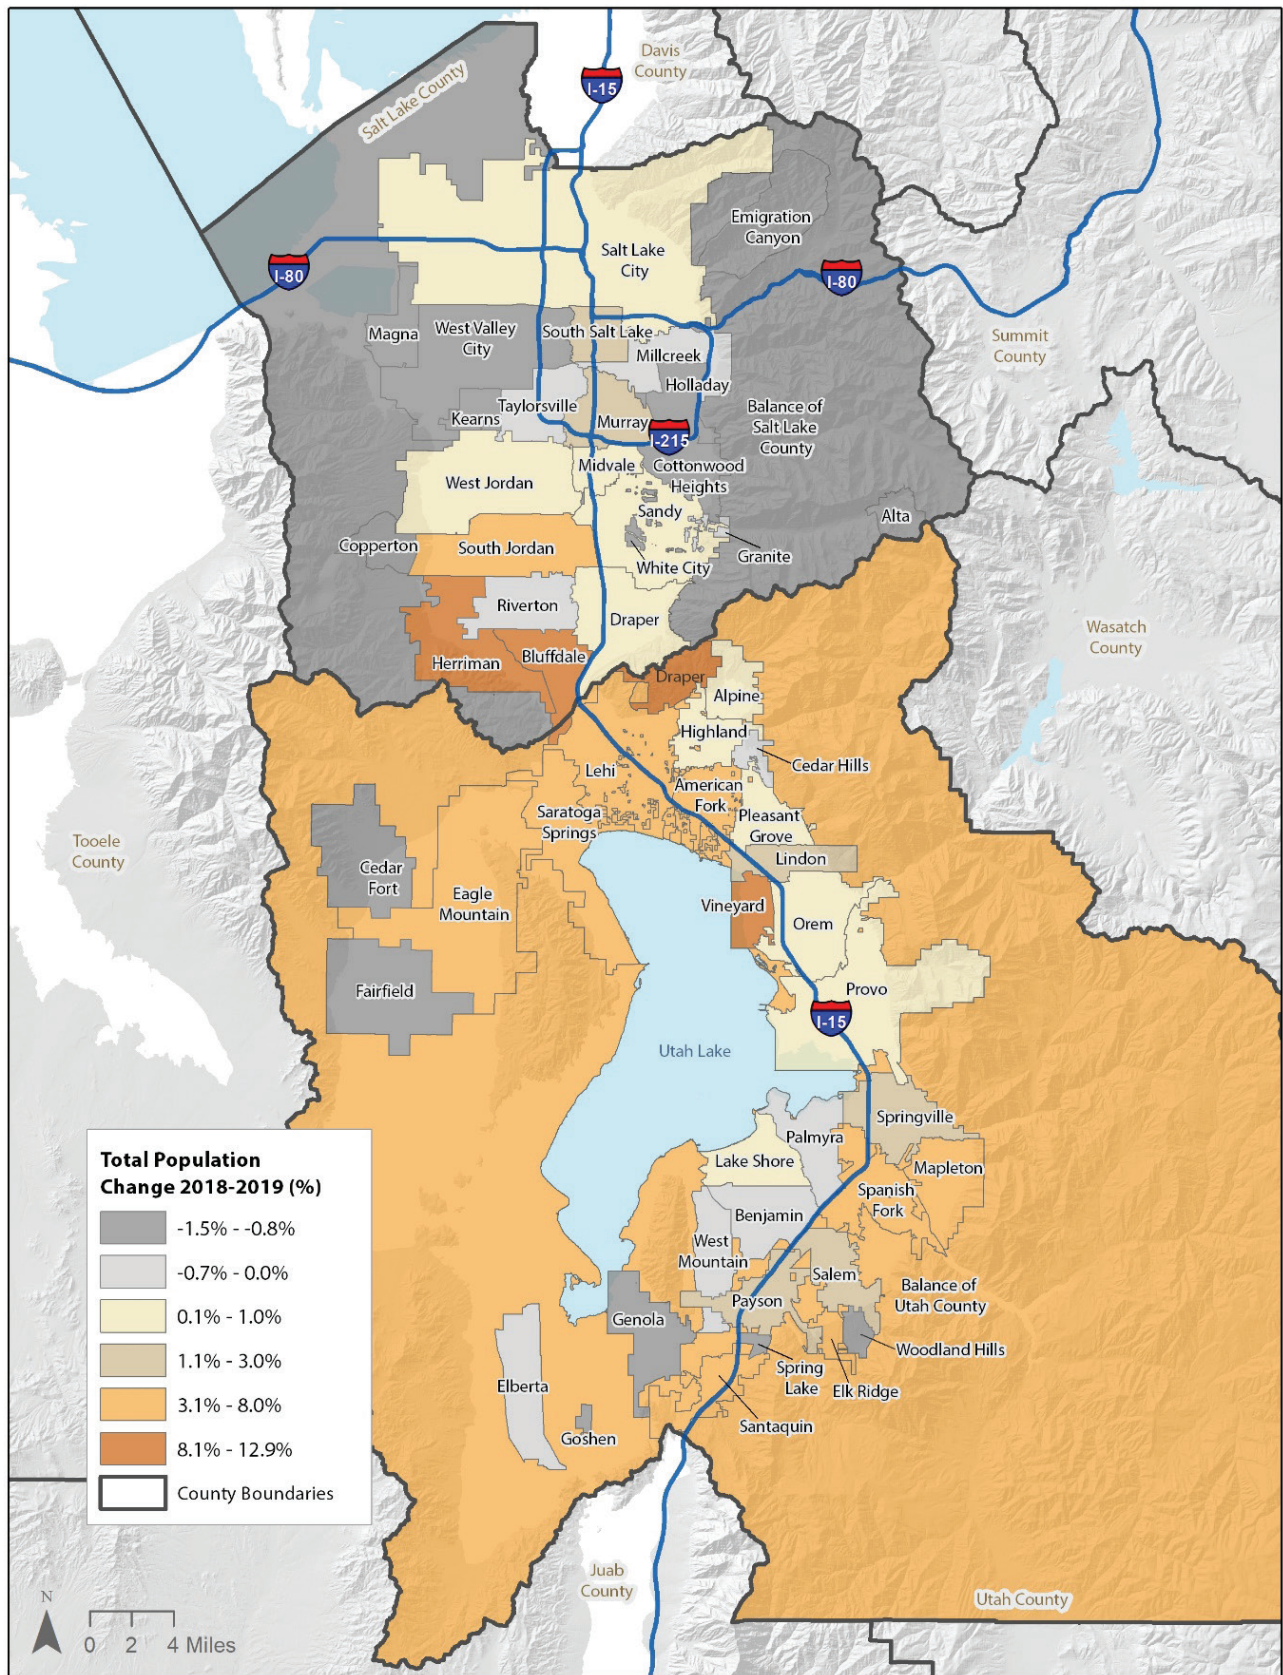 Davis
County
I-15
Salt Lake County
Emigration
Canyon
Salt Lake
City
I-80
I-80
Magna
West Valley
City
South Salt Lake
Millcreek
Summit
County
Holladay
Taylorsville
Kearns
Murray
Balance of
Salt Lake
County
I-215
Midvale
Cottonwood
Heights
West Jordan
Sandy
Alta
Copperton
South Jordan
White City
Granite
Riverton
Draper
Wasatch
County
Herriman
Bluffdale
Draper
Alpine
Highland
Cedar Hills
Lehi
American
Fork
Saratoga
Springs
Pleasant
Grove
Tooele
County
Lindon
Cedar
Fort
Eagle
Mountain
Vineyard
Orem
Fairfield
Provo
I-15
Utah Lake
Springville
Palmyra
Lake Shore
Mapleton
Spanish
Fork
Benjamin
West
Mountain
Salem
Balance of
Utah County
Payson
Genola
Woodland Hills
Spring
Lake
Elk Ridge
Elberta
Santaquin
Goshen
Total Population
Change 2018-2019 (%)
-1.5% - -0.8%
-0.7% - 0.0%
0.1% - 1.0%
1.1% - 3.0%
3.1% - 8.0%
8.1% - 12.9%
County Boundaries
Juab
County
Utah County
N
0 2 4 Miles